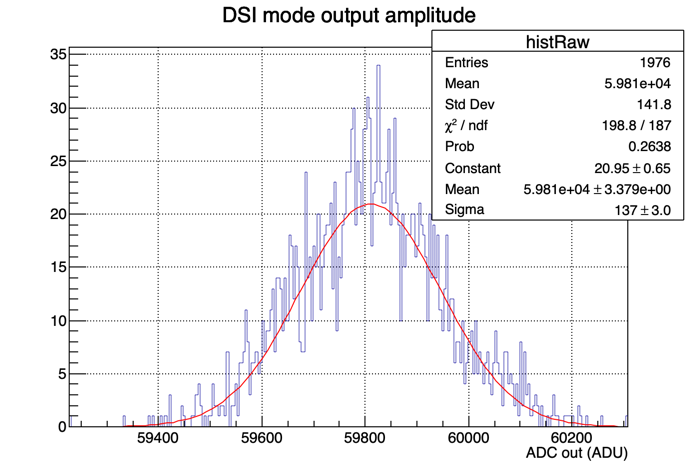 DSI mode output amplitude
histRaw
Entries 1976
Mean 5.981e+04
Std Dev 141.8
χ² / ndf 198.8 / 187
Prob 0.2638
Constant 20.95 ± 0.65
Mean 5.981e+04 ± 3.379e+00
Sigma 137 ± 3.0
35
30
25
20
15
10
5
0
59400 59600 59800 60000 60200
ADC out (ADU)